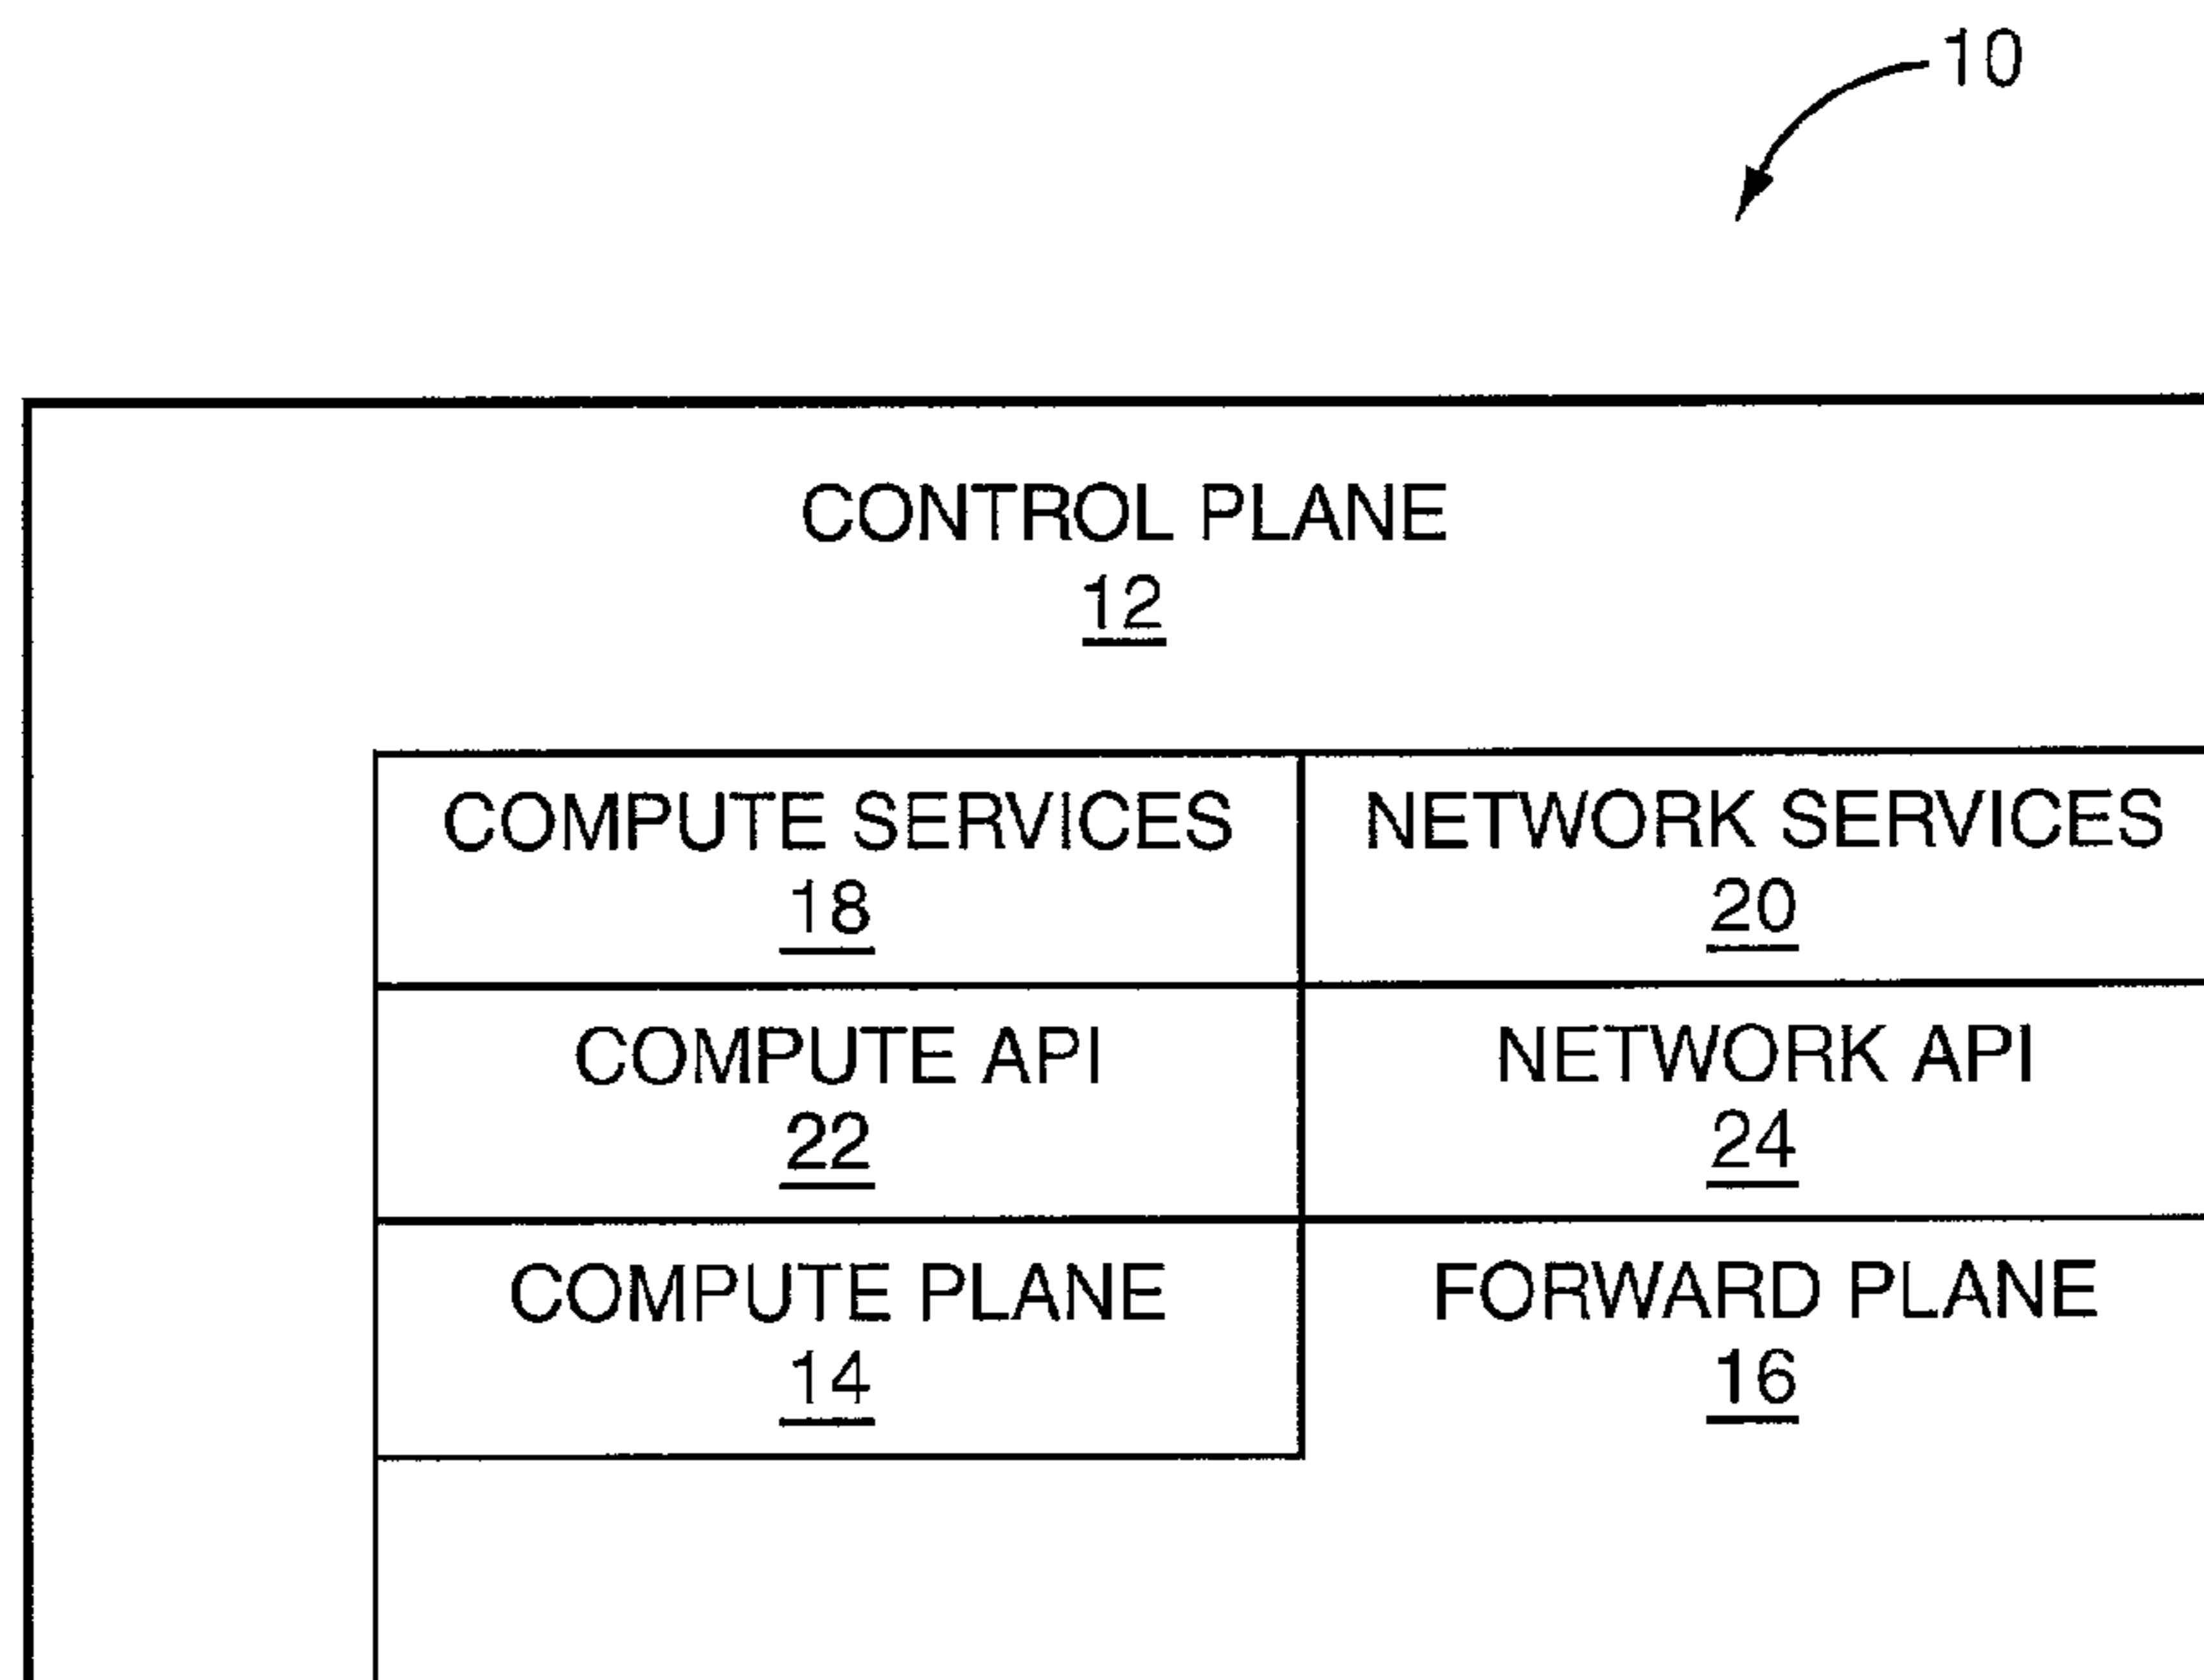 10
CONTROL PLANE
12
COMPUTE SERVICES
18
NETWORK SERVICES
20
COMPUTE API
22
NETWORK API
24
COMPUTE PLANE
14
FORWARD PLANE
16